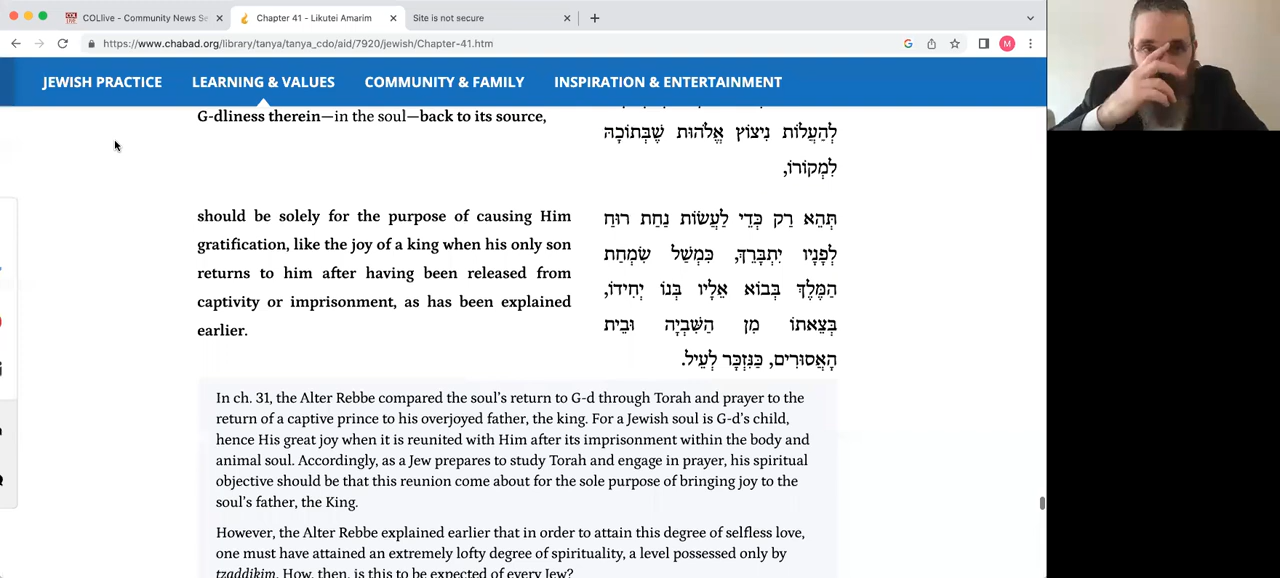 COLlive - Community News Se
Chapter 41 - Likutei Amarim
Site is not secure
https://www.chabad.org/library/tanya/tanya_cdo/aid/7920/jewish/Chapter-41.htm
M
JEWISH PRACTICE LEARNING & VALUES COMMUNITY & FAMILY INSPIRATION & ENTERTAINMENT
G-dliness therein—in the soul—back to its source,
לְהַעֲלוֹת נִיצוֹץ אֱלֹהוּת שֶׁבְּתוֹכָהּ
לִמְקוֹרוֹ,
should be solely for the purpose of causing Him
gratification, like the joy of a king when his only son
returns to him after having been released from
captivity or imprisonment, as has been explained
earlier.
תְּהֵא רַק כְּדֵי לַעֲשׂוֹת נַחַת רוּחַ
לְפָנָיו יִתְבָּרֵךְ, כִּמְשַׁל שִׂמְחַת
הַמֶּלֶךְ בְּבוֹא אֵלָיו בְּנוֹ יְחִידוֹ,
בְּצֵאתוֹ מִן הַשִּׁבְיָה וּבֵית
הָאֲסוּרִים, כַּנִּזְכָּר לְעֵיל.
In ch. 31, the Alter Rebbe compared the soul’s return to G-d through Torah and prayer to the
return of a captive prince to his overjoyed father, the king. For a Jewish soul is G-d’s child,
hence His great joy when it is reunited with Him after its imprisonment within the body and
animal soul. Accordingly, as a Jew prepares to study Torah and engage in prayer, his spiritual
objective should be that this reunion come about for the sole purpose of bringing joy to the
soul’s father, the King.
However, the Alter Rebbe explained earlier that in order to attain this degree of selfless love,
one must have attained an extremely lofty degree of spirituality, a level possessed only by
tzaddikim. How, then, is this to be expected of every Jew?